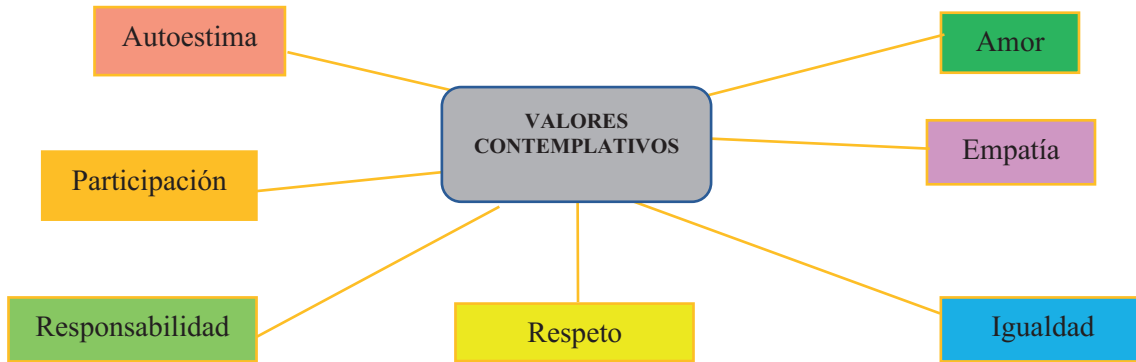 Autoestima
Amor
VALORES
CONTEMPLATIVOS
Empatía
Participación
Responsabilidad
Respeto
Igualdad